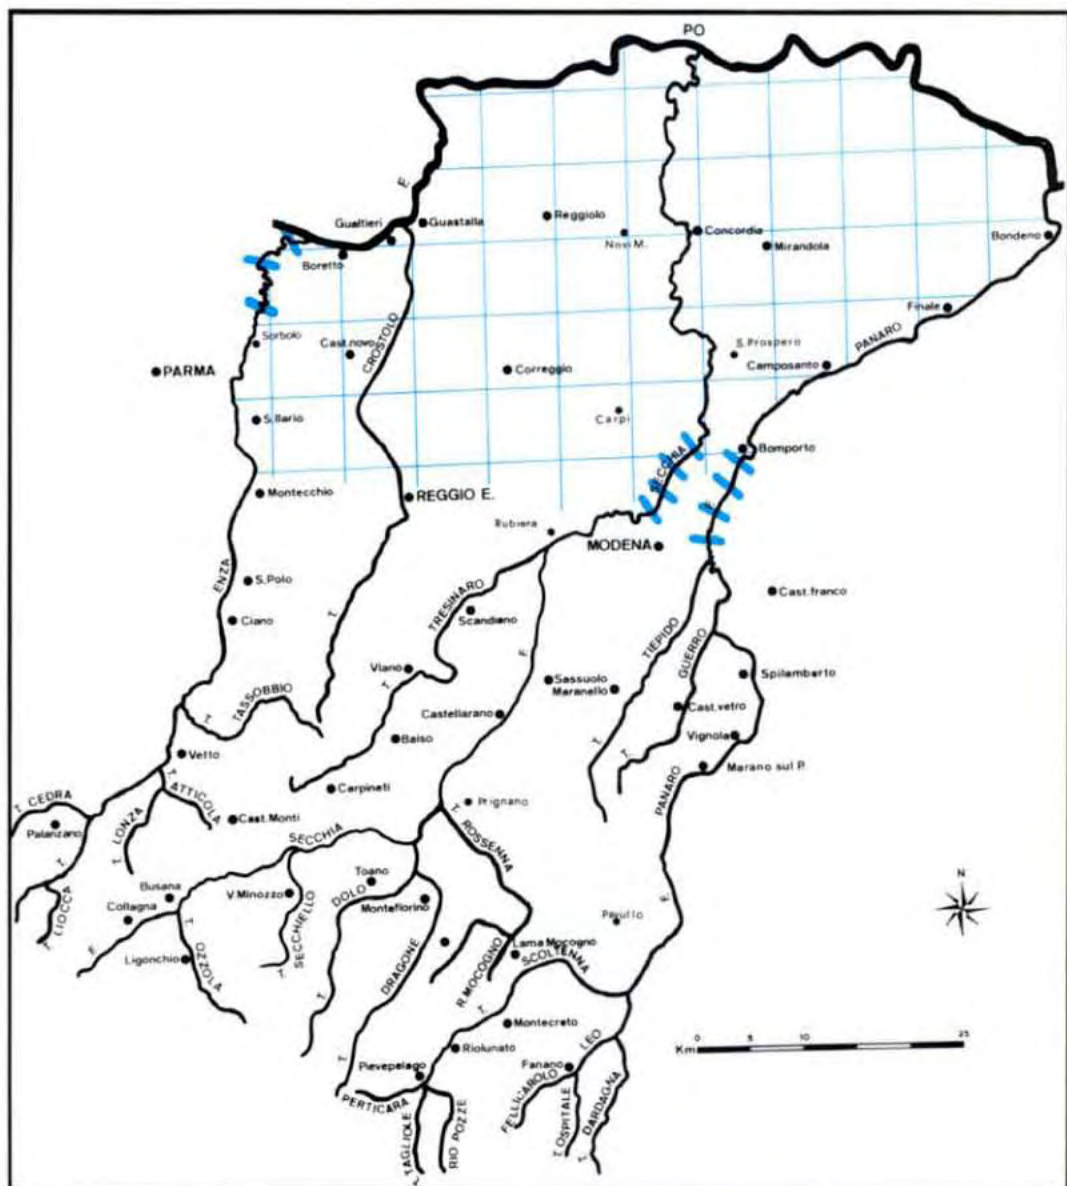 PO
F.
Gualtieri
Guastalla
Reggiolo
Novi M.
Concordia
Mirandola
Bondeno
Boretto
Finale
Sorbolo
Cast.novo
CROSTOLO
S.Prospero
PANARO
PARMA
Correggio
Camposanto
S.Ilario
Carpi
SECCHIA
Bomporto
Montecchio
REGGIO E.
F.
Rubiera
MODENA
ENZA
S.Polo
TRESINARO
Cast.franco
Ciano
T.
Scandiano
F.
TIEPIDO
GUERRO
Viano
T.
Sassuolo
Maranello
Spilamberto
T. TASSOBBIO
Castellarano
Cast.vetro
Vetto
Baiso
T.
T.
Vignola
Marano sul P.
T. CEDRA
T. ATTICOLA
Carpineti
Prignano
PANARO
Palanzano
T. LONZA
Cast.Monti
SECCHIA
T. ROSSENNA
T.
T. LIOCCA
Busana
V.Minozzo
Toano
DOLO
Montefiorino
F.
Collagna
T. OZZOLA
SECCHIELLO
T.
Pavullo
N
F.
Ligonchio
T.
DRAGONE
T.
R.MOCOGNO
Lama Mocogno
SCOLTENNA
T.
Montecreto
Km
0
5
10
15
25
Riolunato
LEO
Pievepelago
Fanano
PERTICARA
FELLICAROLO
T. OSPITALE
T. DARDAGNA
T. TAGLIOLE
RIO POZZE